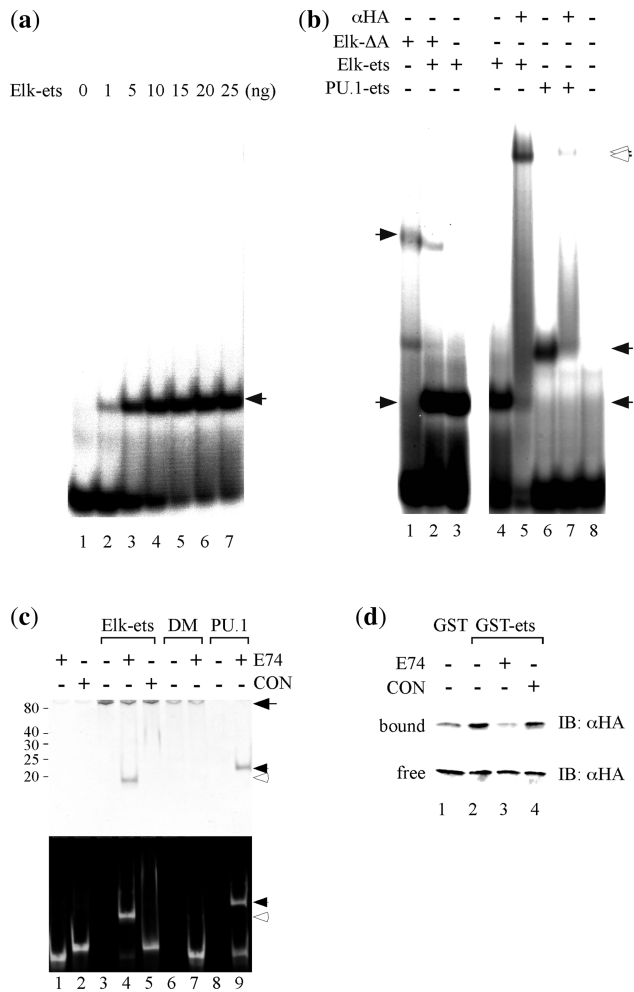 (a)
Elk-ets 0 1 5 10 15 20 25 (ng)
1 2 3 4 5 6 7
(b)
αHA - - - - + - + -
Elk-ΔA + + - - - - - -
Elk-ets - + + + + - - -
PU.1-ets - - - - - + + -
1 2 3 4 5 6 7 8
(c)
Elk-ets DM PU.1
+ - - + - - + - + E74
- + - - + - - - - CON
80
40
30
25
20
1 2 3 4 5 6 7 8 9
(d)
GST GST-ets
E74 - - + -
CON - - - +
bound IB: αHA
free IB: αHA
1 2 3 4